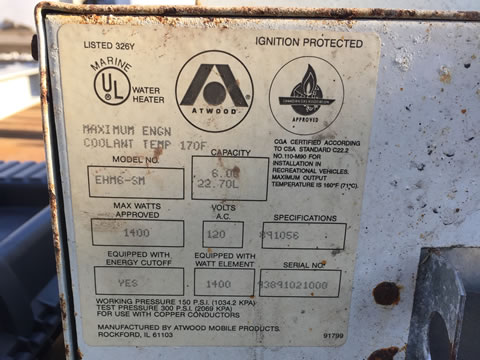 LISTED 326Y
IGNITION PROTECTED
MARINE
UL
WATER
HEATER
ATWOOD
APPROVED
MAXIMUM ENGN
COOLANT TEMP 170F
CGA CERTIFIED ACCORDING
TO CSA STANDARD C22.2
NO.110-M90 FOR
INSTALLATION IN
RECREATIONAL VEHICLES.
MAXIMUM OUTPUT
TEMPERATURE IS 160°F (71°C).
MODEL NO.
EHM6-SM
CAPACITY
6.00
22.70L
MAX WATTS
APPROVED
1400
VOLTS
A.C.
120
SPECIFICATIONS
891056
EQUIPPED WITH
ENERGY CUTOFF
YES
EQUIPPED WITH
WATT ELEMENT
1400
SERIAL NO.
93891021000
WORKING PRESSURE 150 P.S.I. (1034.2 KPA)
TEST PRESSURE 300 P.S.I. (2069 KPA)
FOR USE WITH COPPER CONDUCTORS
MANUFACTURED BY ATWOOD MOBILE PRODUCTS
ROCKFORD, IL 61103
91799